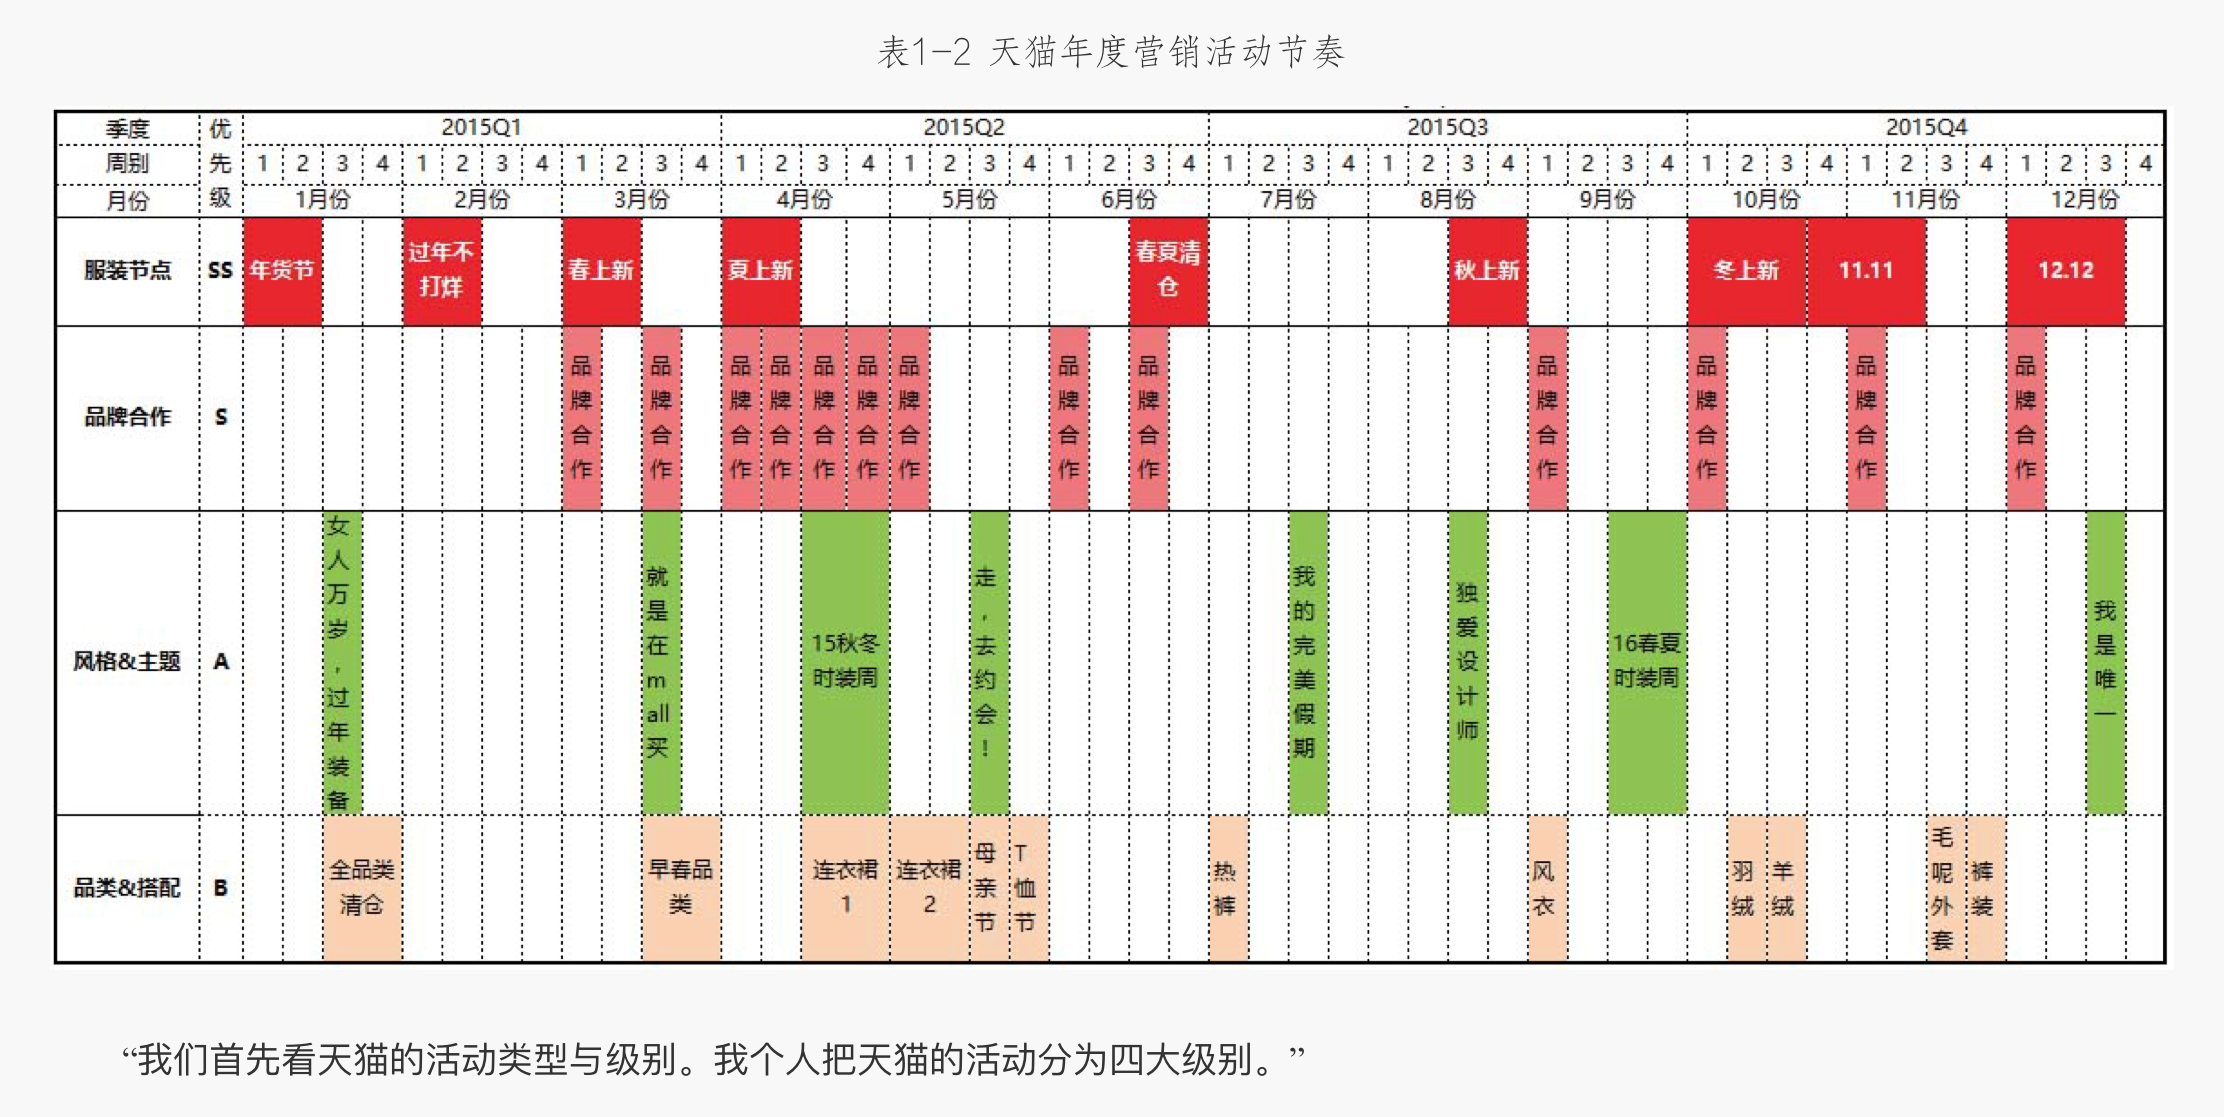 表1-2 天猫年度营销活动节奏
季度 优先级 2015Q1 2015Q2 2015Q3 2015Q4
周别 1 2 3 4 1 2 3 4 1 2 3 4 1 2 3 4 1 2 3 4 1 2 3 4 1 2 3 4 1 2 3 4 1 2 3 4 1 2 3 4 1 2 3 4 1 2 3 4
月份 1月份 2月份 3月份 4月份 5月份 6月份 7月份 8月份 9月份 10月份 11月份 12月份
服装节点 SS 年货节 过年不打烊 春上新 夏上新 春夏清仓 秋上新 冬上新 11.11 12.12
品牌合作 S 品牌合作 品牌合作 品牌合作 品牌合作 品牌合作 品牌合作 品牌合作 品牌合作 品牌合作 品牌合作 品牌合作 品牌合作 品牌合作
风格&主题 A 女人万岁，过年装备 就是在mall买 15秋冬时装周 走，去约会！ 我的完美假期 独爱设计师 16春夏时装周 我是唯一
品类&搭配 B 全品类清仓 早春品类 连衣裙1 连衣裙2 母亲节 T恤节 热裤 风衣 羽绒 羊绒 毛呢外套 裤装
“我们首先看天猫的活动类型与级别。我个人把天猫的活动分为四大级别。”